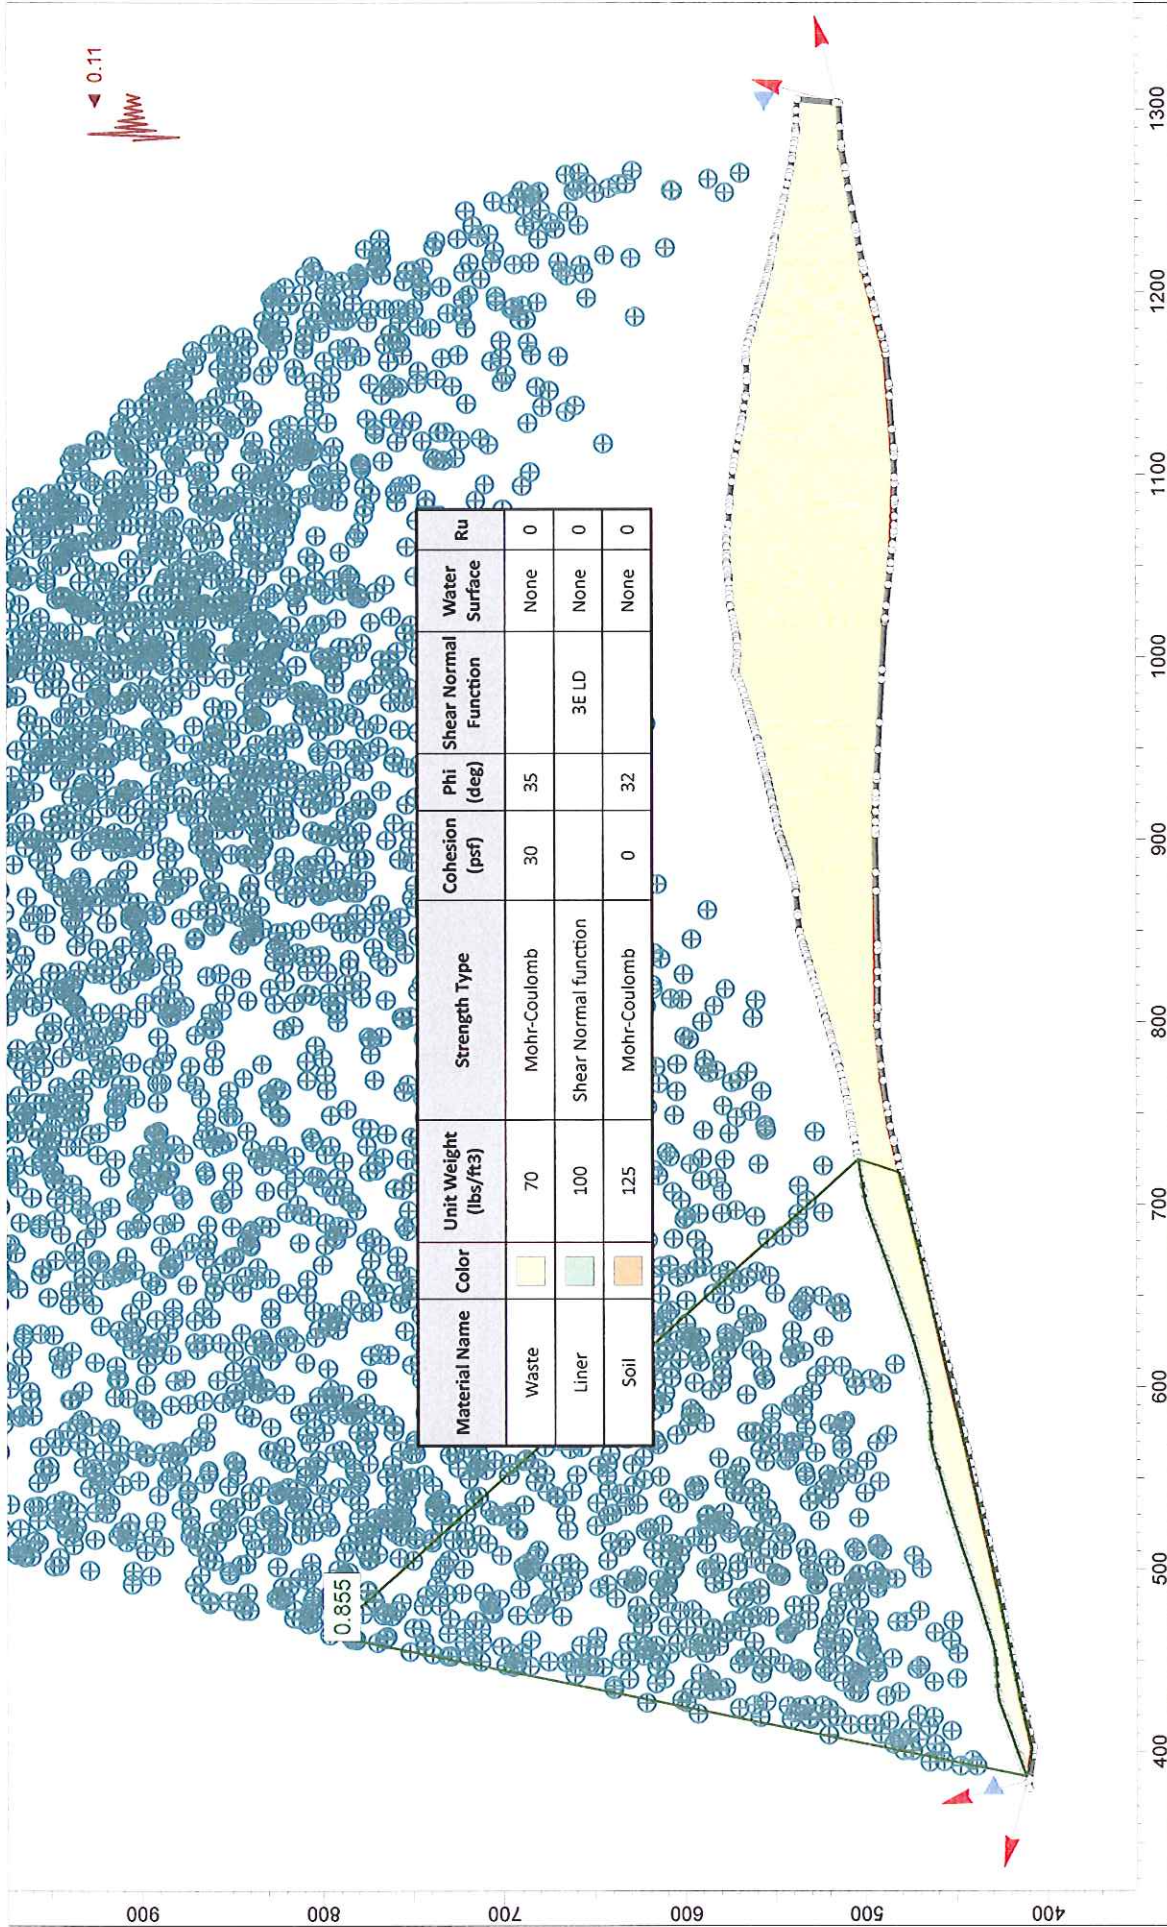 0.11
0.855
Material Name Color Unit Weight (lbs/ft3) Strength Type Cohesion (psf) Phi (deg) Shear Normal Function Water Surface Ru
Waste 70 Mohr-Coulomb 30 35 None 0
Liner 100 Shear Normal function 3E LD None 0
Soil 125 Mohr-Coulomb 0 32 None 0
900
800
700
600
500
400
400 500 600 700 800 900 1000 1100 1200 1300